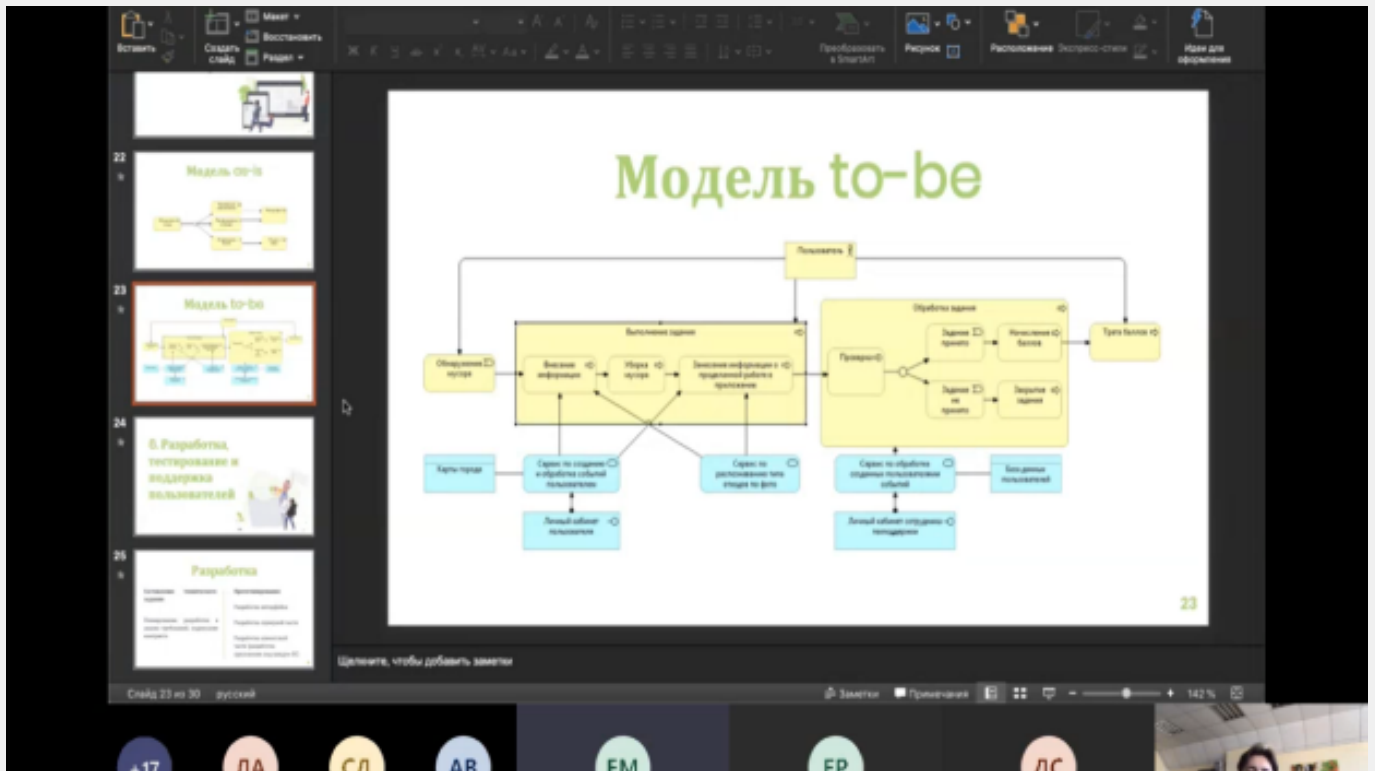 Вставить
Создать
слайд
Макет
Восстановить
Раздел
Преобразовать
в SmartArt
Рисунок
Расположение
Экспресс-стили
Идеи для
оформления
22
Модель as-is
23
Модель to-be
24
8. Разработка,
тестирование и
поддержка
пользователей
25
Разработка
Модель to-be
Пользователь
Обработка задания
Выполнение задания
Обнаружение
мусора
Внесение
информации
Уборка
мусора
Занесение информации о
проделанной работе в
приложение
Проверка
Задание
принято
Начисление
баллов
Трата баллов
Задание
не
принято
Закрытие
задания
Карты города
Сервис по созданию
и обработке событий
пользователем
Сервис по
распознованию типа
отходов по фото
Сервис по обработке
созданных пользователями
событий
База данных
пользователей
Личный кабинет
пользователя
Личный кабинет сотрудника
техподдержки
23
Щелкните, чтобы добавить заметки
Слайд 23 из 30 русский
Заметки
Примечания
142 %
+17
ЛА
СЛ
АВ
ЕМ
ЕР
ДС